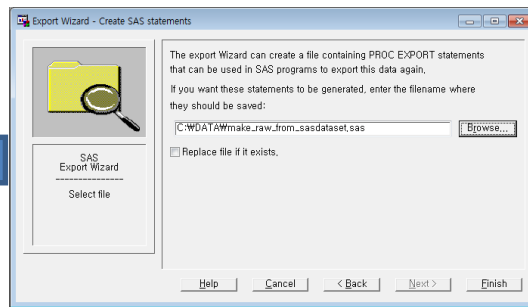 Export Wizard - Create SAS statements
The export Wizard can create a file containing PROC EXPORT statements
that can be used in SAS programs to export this data again,
If you want these statements to be generated, enter the filename where
they should be saved:
C:₩DATA₩make_raw_from_sasdataset,sas
Browse,,,
Replace file if it exists,
SAS
Export Wizard
---------------
Select file
Help
Cancel
< Back
Next >
Finish